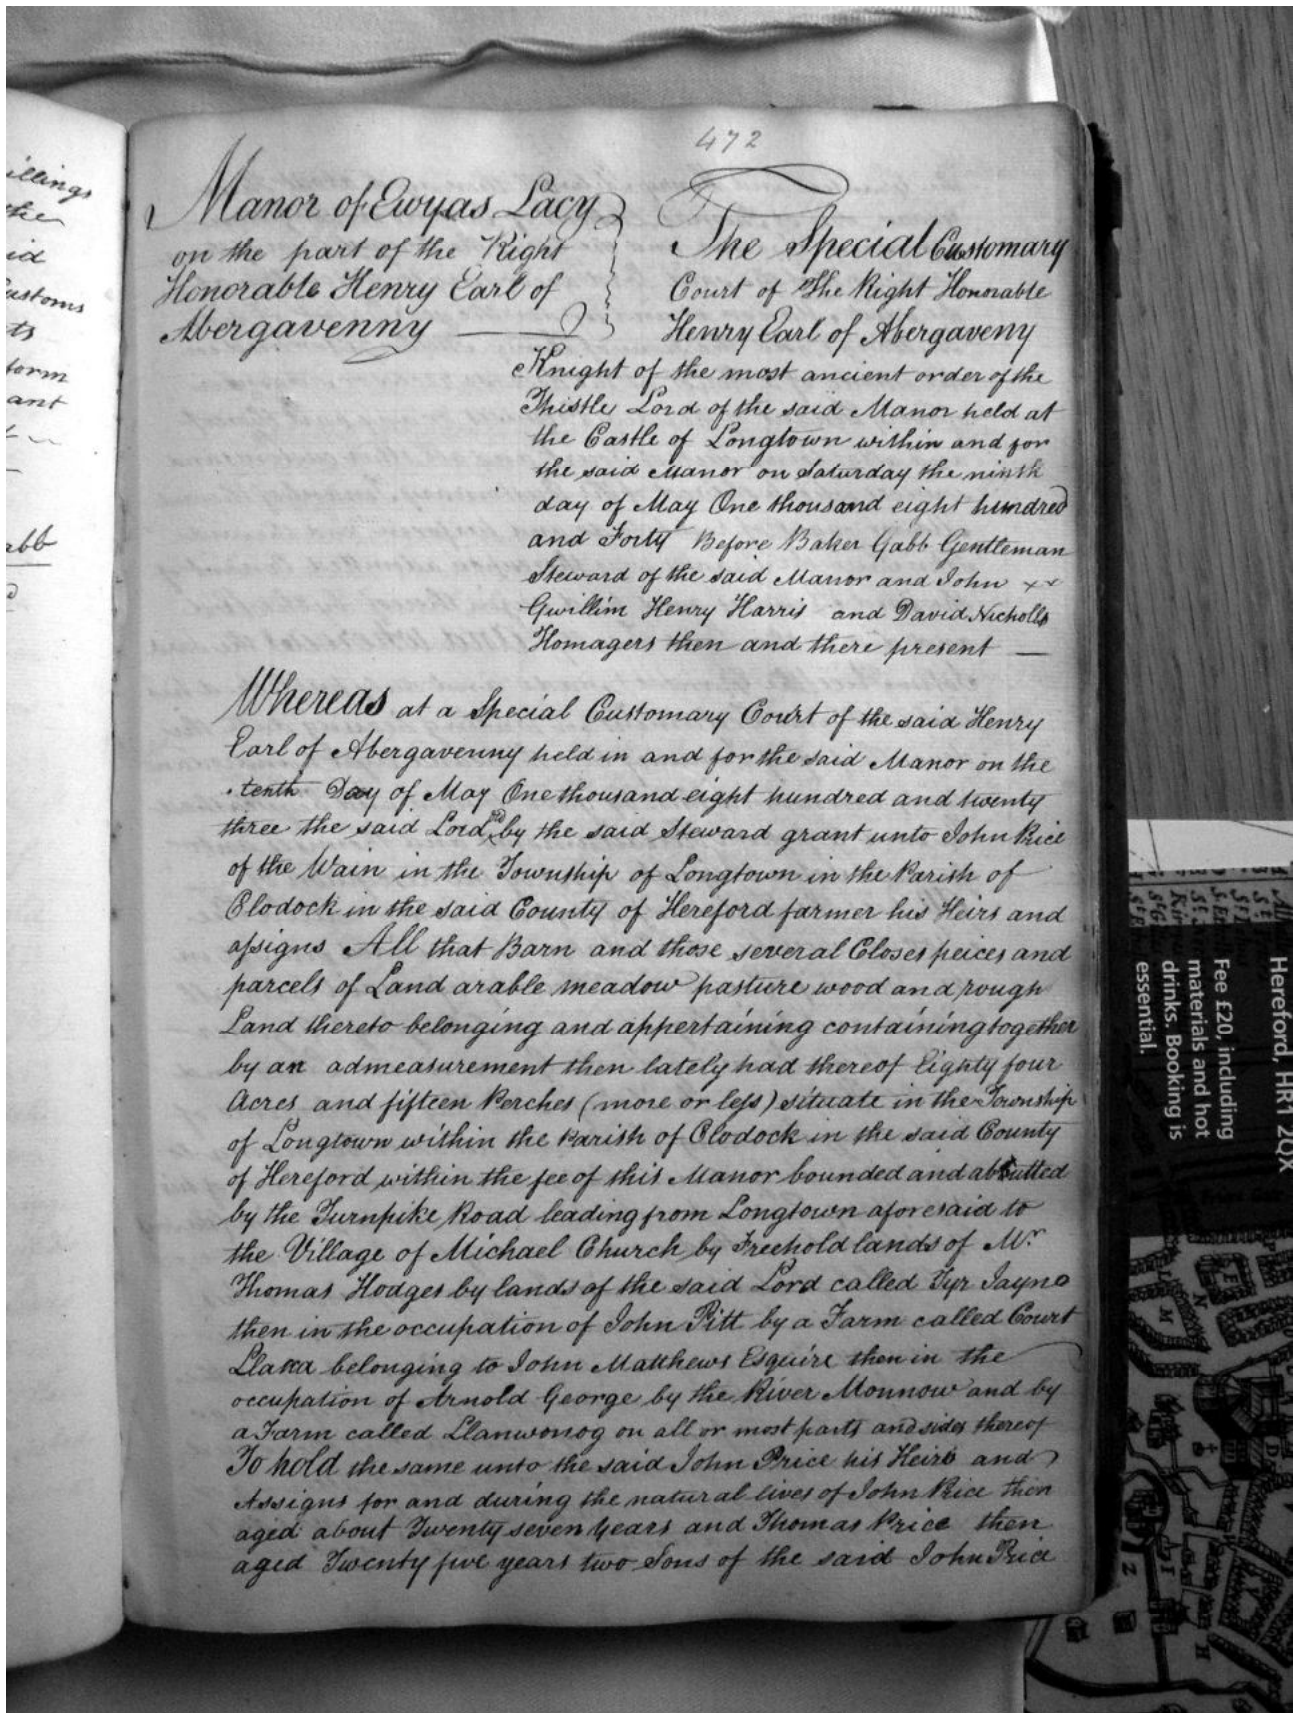 472
Manor of Ewyas Lacy
on the part of the Right
Honorable Henry Earl of
Abergavenny
The Special Customary
Court of The Right Honorable
Henry Earl of Abergaveny
Knight of the most ancient order of the
Thistle Lord of the said Manor held at
the Castle of Longtown within and for
the said Manor on Saturday the ninth
day of May One thousand eight hundred
and Forty Before Baker Gabb Gentleman
Steward of the said Manor and John xx
Gwillim Henry Harris and David Nicholls
Homagers then and there present —
Whereas at a Special Customary Court of the said Henry
Earl of Abergavenny held in and for the said Manor on the
tenth Day of May One thousand eight hundred and twenty
three the said Lord by the said Steward grant unto John Price
of the Wain in the Township of Longtown in the Parish of
Clodock in the said County of Hereford farmer his Heirs and
assigns All that Barn and those several Closes peices and
parcels of Land arable meadow pasture wood and rough
Land thereto belonging and appertaining containing together
by an admeasurement then lately had thereof Eighty four
Acres and fifteen Perches (more or less) situate in the Township
of Longtown within the parish of Clodock in the said County
of Hereford within the fee of this Manor bounded and abbutted
by the Turnpike Road leading from Longtown aforesaid to
the Village of Michael Church by Freehold lands of Mr
Thomas Hodges by lands of the said Lord called Tyr Jayno
then in the occupation of John Pitt by a Farm called Court
Llaka belonging to John Matthews Esquire then in the
occupation of Arnold George by the River Monnow and by
a Farm called Llanwonog on all or most parts and sides thereof
To hold the same unto the said John Price his Heirs and
Assigns for and during the natural lives of John Price then
aged about Twenty seven years and Thomas Price then
aged Twenty five years two Sons of the said John Price
illings
the
id
Customs
ts
form
ant
abb
Hereford, HR1 2QX
Fee £20, including
materials and hot
drinks. Booking is
essential.